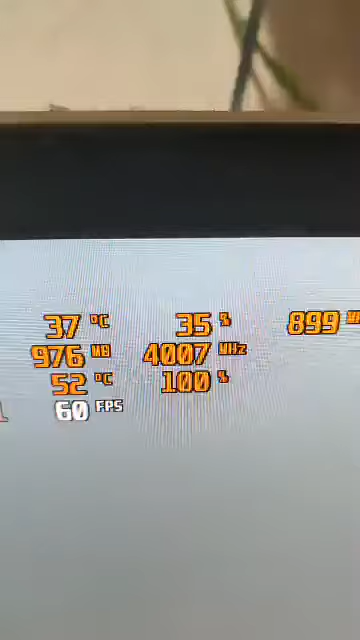 37 °C 35 % 899
976 MB 4007 MHz
52 °C 100 %
60 FPS